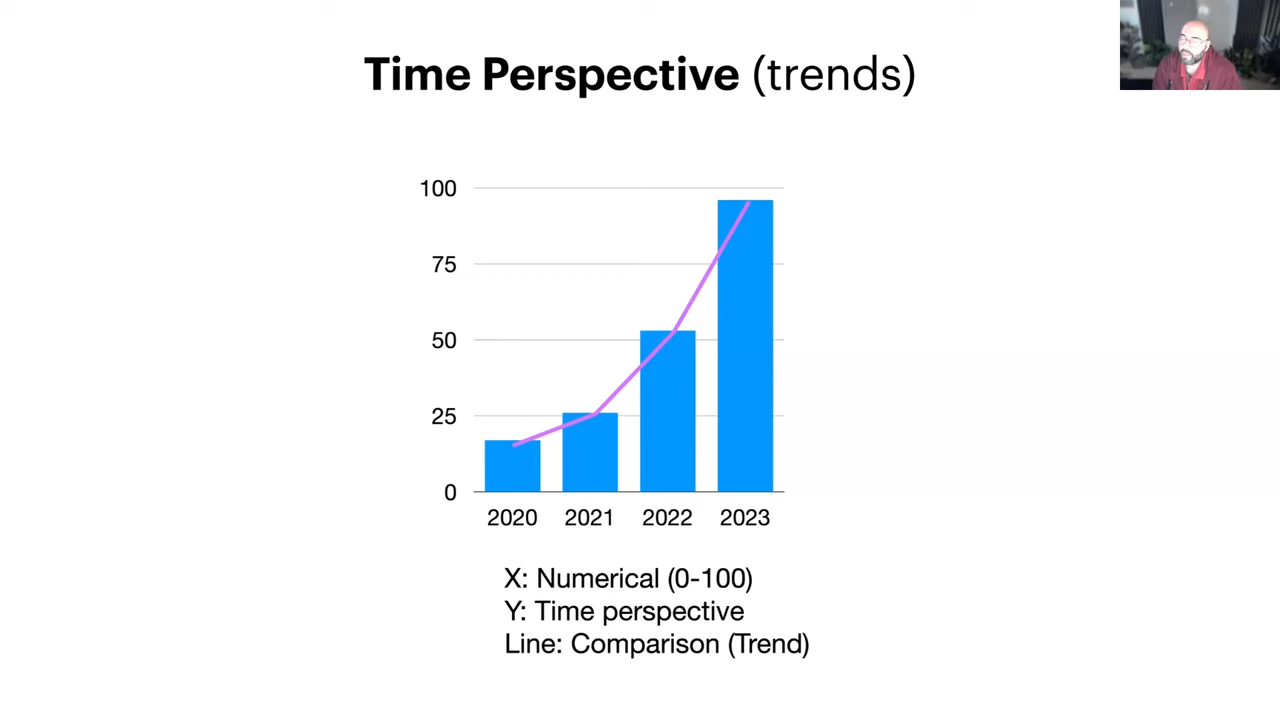 Time Perspective (trends)
100
75
50
25
0
2020 2021 2022 2023
X: Numerical (0-100)
Y: Time perspective
Line: Comparison (Trend)